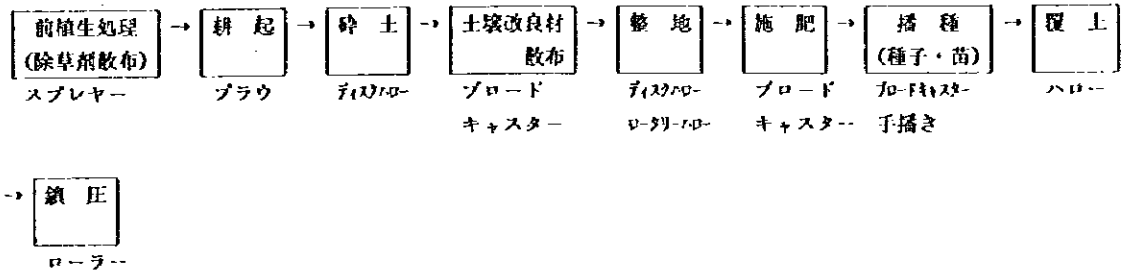 前植生処理 → 耕 起 → 砕 土 → 土壌改良材 → 整 地 → 施 肥 → 播 種 → 覆 土
(除草剤散布) 散布 (種子・苗)
スプレヤー プラウ ディスクハロー ブロード ディスクハロー ブロード ブロードキャスター ハロー
キャスター ロータリーハロー キャスター 手播き
→ 鎮 圧
ローラー